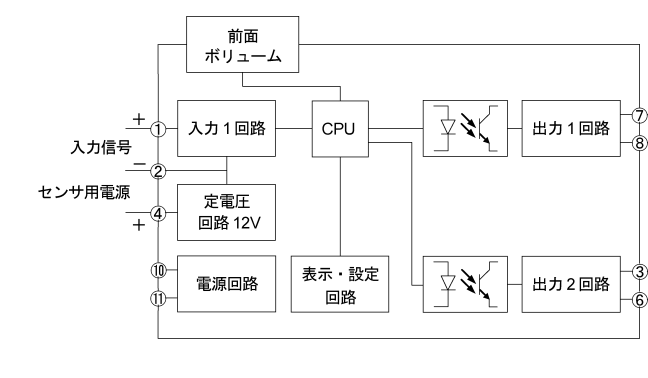 前面
ボリューム
＋
①
入力1回路
CPU
出力1回路
⑦
⑧
入力信号
－
②
センサ用電源
④
＋
定電圧
回路 12V
⑩
⑪
電源回路
表示・設定
回路
出力2回路
③
⑥